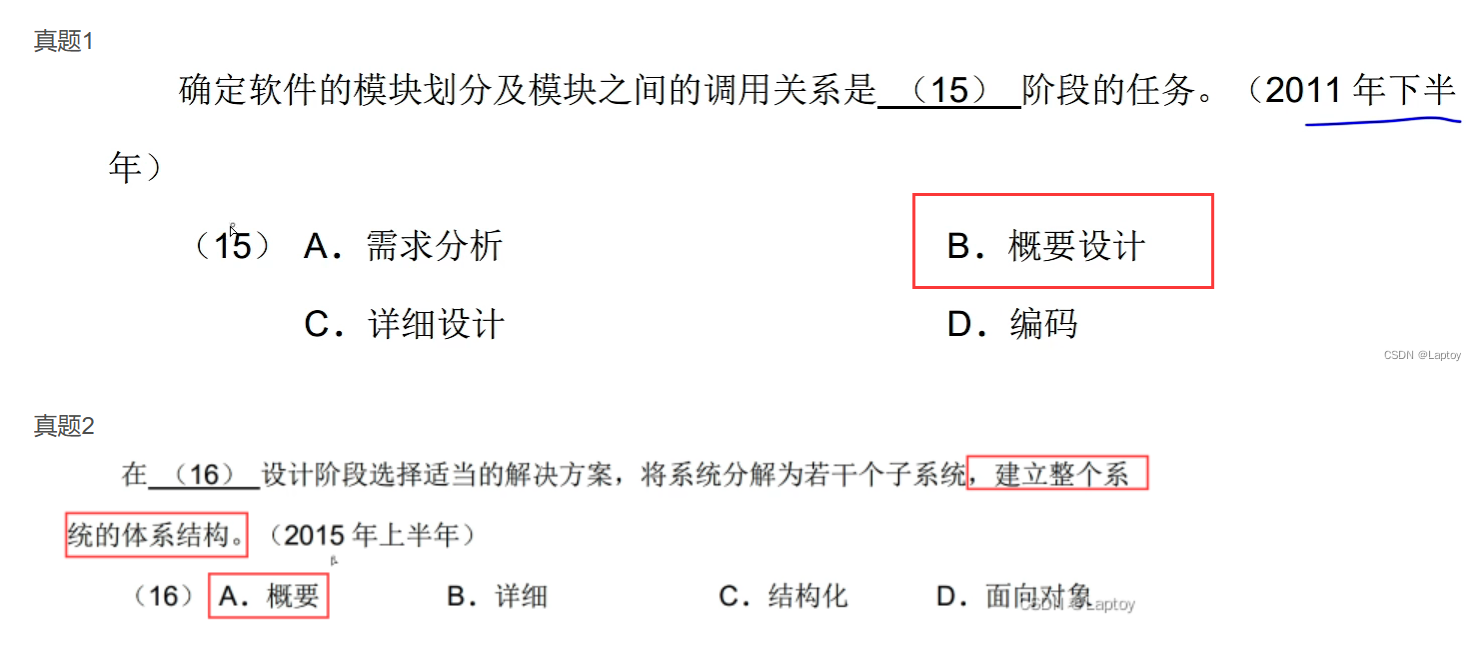 真题1
确定软件的模块划分及模块之间的调用关系是（15）阶段的任务。（2011 年下半
年）
（15） A．需求分析 B．概要设计
C．详细设计 D．编码
CSDN @Laptoy
真题2
在（16）设计阶段选择适当的解决方案，将系统分解为若干个子系统，建立整个系
统的体系结构。（2015 年上半年）
（16） A．概要 B．详细 C．结构化 D．面向对象
CSDN @Laptoy